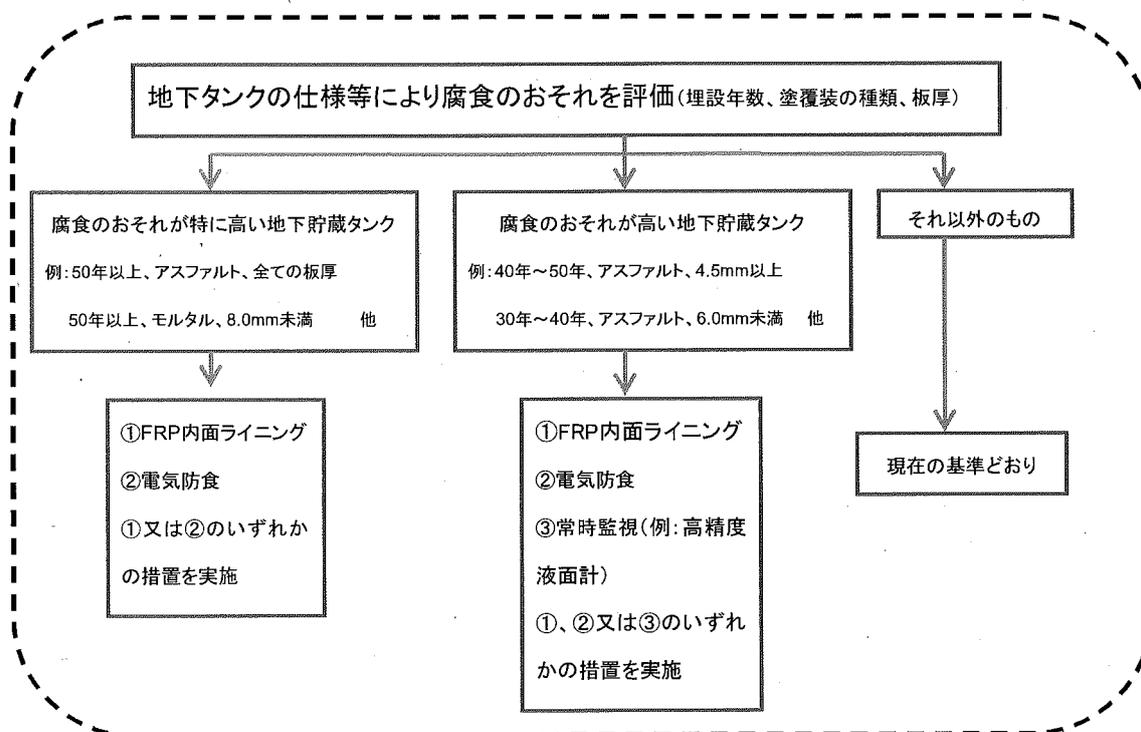 地下タンクの仕様等により腐食のおそれを評価(埋設年数、塗覆装の種類、板厚)
腐食のおそれが特に高い地下貯蔵タンク
例:50年以上、アスファルト、全ての板厚
50年以上、モルタル、8.0mm未満 他
腐食のおそれが高い地下貯蔵タンク
例:40年~50年、アスファルト、4.5mm以上
30年~40年、アスファルト、6.0mm未満 他
それ以外のもの
①FRP内面ライニング
②電気防食
①又は②のいずれか
の措置を実施
①FRP内面ライニング
②電気防食
③常時監視(例:高精度
液面計)
①、②又は③のいずれ
かの措置を実施
現在の基準どおり